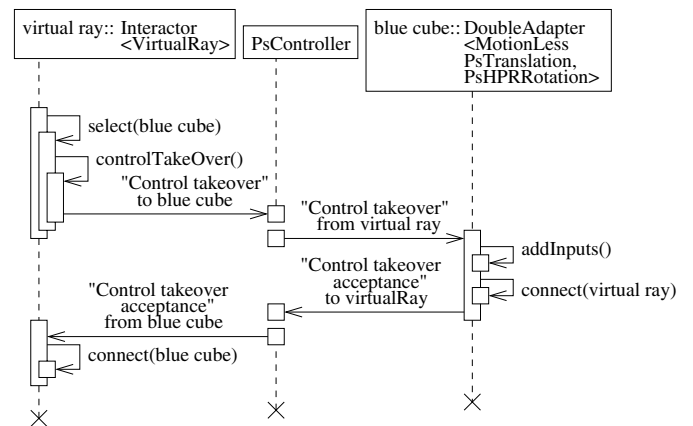 virtual ray:: Interactor
<VirtualRay>
PsController
blue cube:: DoubleAdapter
<MotionLess
PsTranslation,
PsHPRRotation>
select(blue cube)
controlTakeOver()
"Control takeover"
to blue cube
"Control takeover"
from virtual ray
addInputs()
"Control takeover
acceptance"
to virtualRay
connect(virtual ray)
"Control takeover
acceptance"
from blue cube
connect(blue cube)